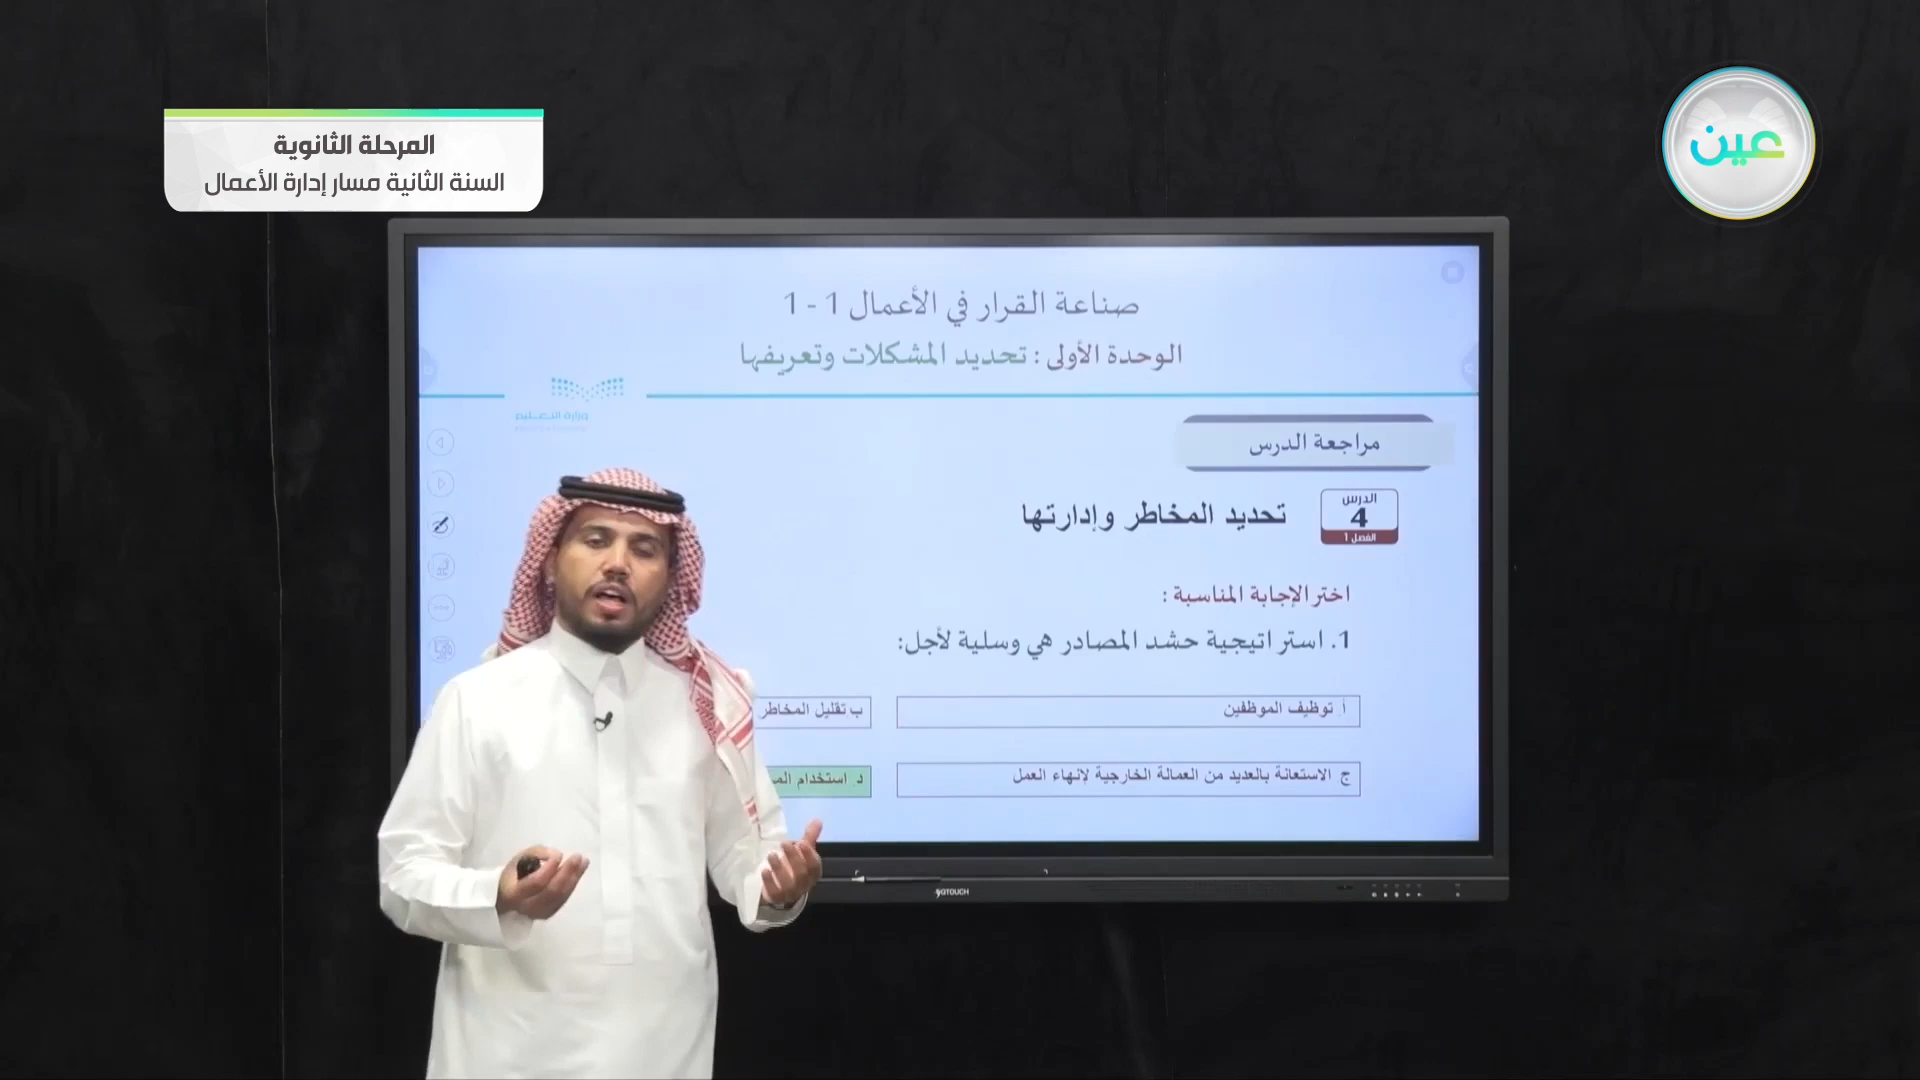 المرحلة الثانوية
السنة الثانية مسار إدارة الأعمال
عين
صناعة القرار في الأعمال 1 - 1
الوحدة الأولى : تحديد المشكلات وتعريفها
وزارة التعليم
مراجعة الدرس
الدرس
4
الفصل 1
تحديد المخاطر وإدارتها
اختر الإجابة المناسبة :
1. استراتيجية حشد المصادر هي وسلية لأجل:
أ. توظيف الموظفين
ب تقليل المخاطر
ج الاستعانة بالعديد من العمالة الخارجية لإنهاء العمل
د. استخدام
QTOUCH